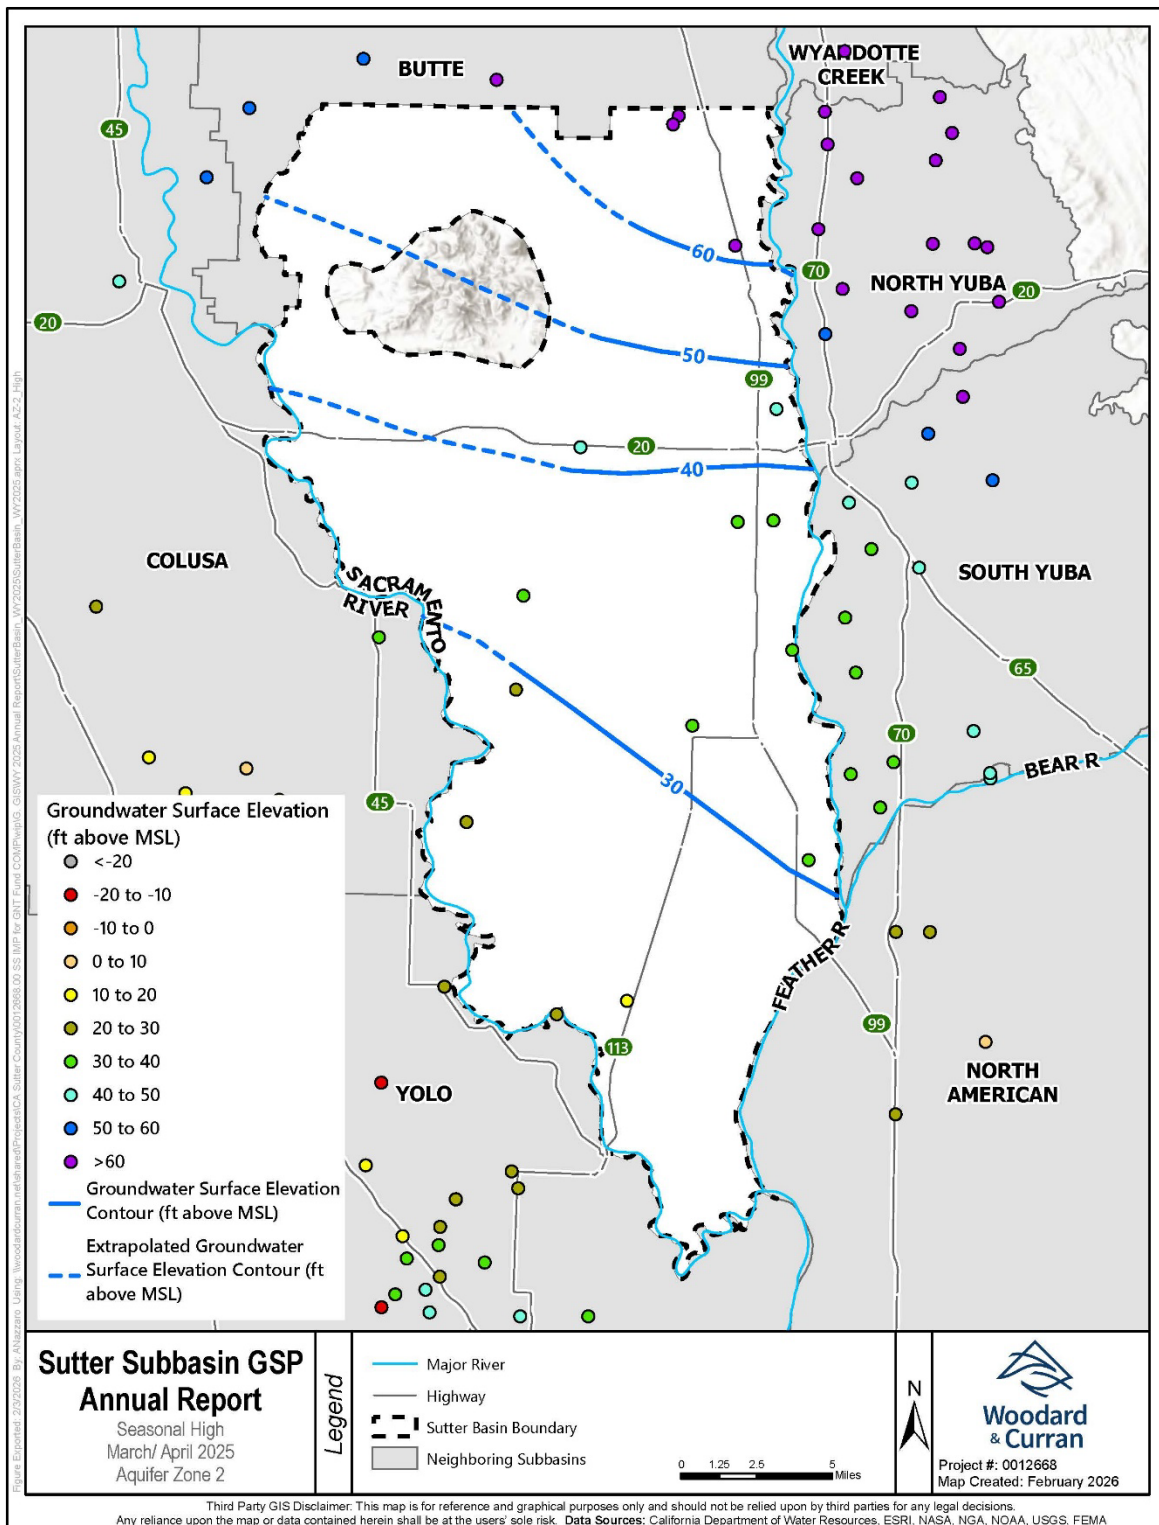 BUTTE
WYANDOTTE
CREEK
45
60
70
NORTH YUBA
20
20
50
99
20
40
COLUSA
SACRAMENTO
RIVER
SOUTH YUBA
65
70
BEAR R
30
45
FEATHER R
99
113
NORTH
AMERICAN
YOLO
Groundwater Surface Elevation
(ft above MSL)
<-20
-20 to -10
-10 to 0
0 to 10
10 to 20
20 to 30
30 to 40
40 to 50
50 to 60
>60
Groundwater Surface Elevation
Contour (ft above MSL)
Extrapolated Groundwater
Surface Elevation Contour (ft
above MSL)
Sutter Subbasin GSP
Annual Report
Seasonal High
March/ April 2025
Aquifer Zone 2
Legend
Major River
Highway
Sutter Basin Boundary
Neighboring Subbasins
0 1.25 2.5 5
Miles
N
Woodard
& Curran
Project #: 0012668
Map Created: February 2026
Third Party GIS Disclaimer: This map is for reference and graphical purposes only and should not be relied upon by third parties for any legal decisions.
Any reliance upon the map or data contained herein shall be at the users' sole risk. Data Sources: California Department of Water Resources, ESRI, NASA, NGA, NOAA, USGS, FEMA